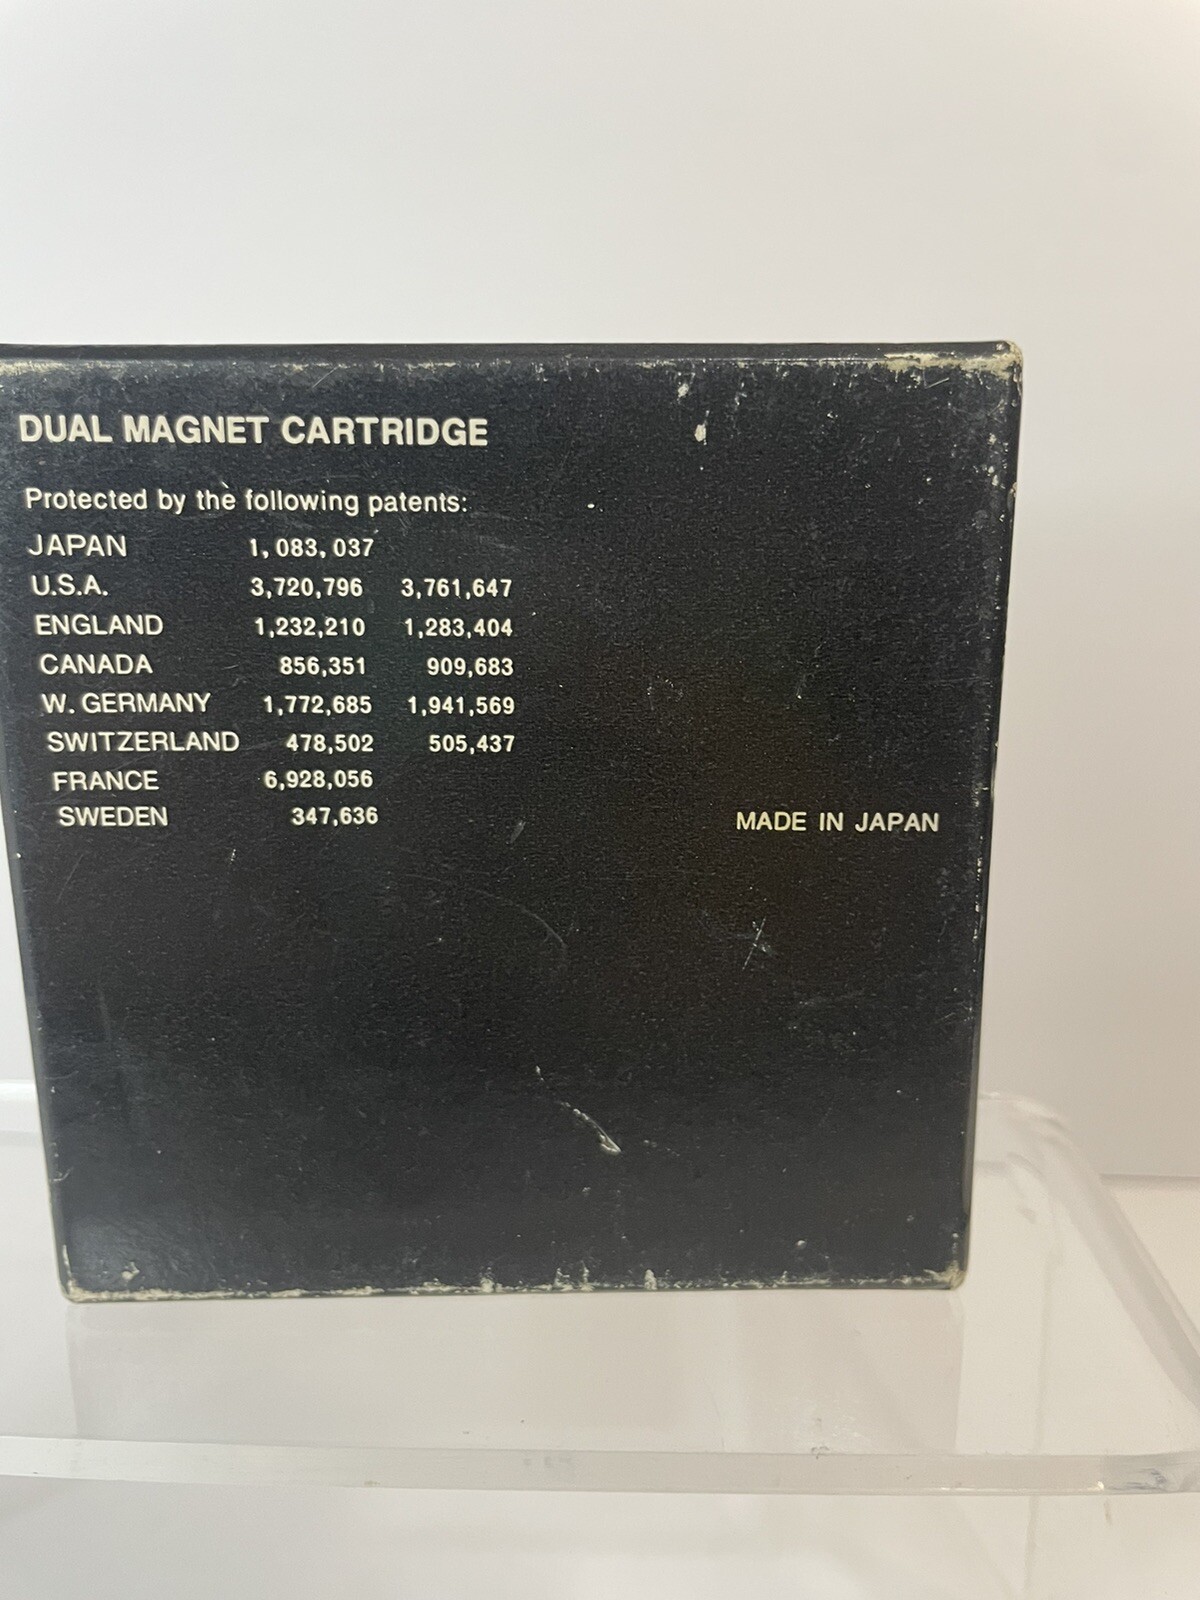 DUAL MAGNET CARTRIDGE
Protected by the following patents:
JAPAN 1,083,037
U.S.A. 3,720,796 3,761,647
ENGLAND 1,232,210 1,283,404
CANADA 856,351 909,683
W. GERMANY 1,772,685 1,941,569
SWITZERLAND 478,502 505,437
FRANCE 6,928,056
SWEDEN 347,636
MADE IN JAPAN